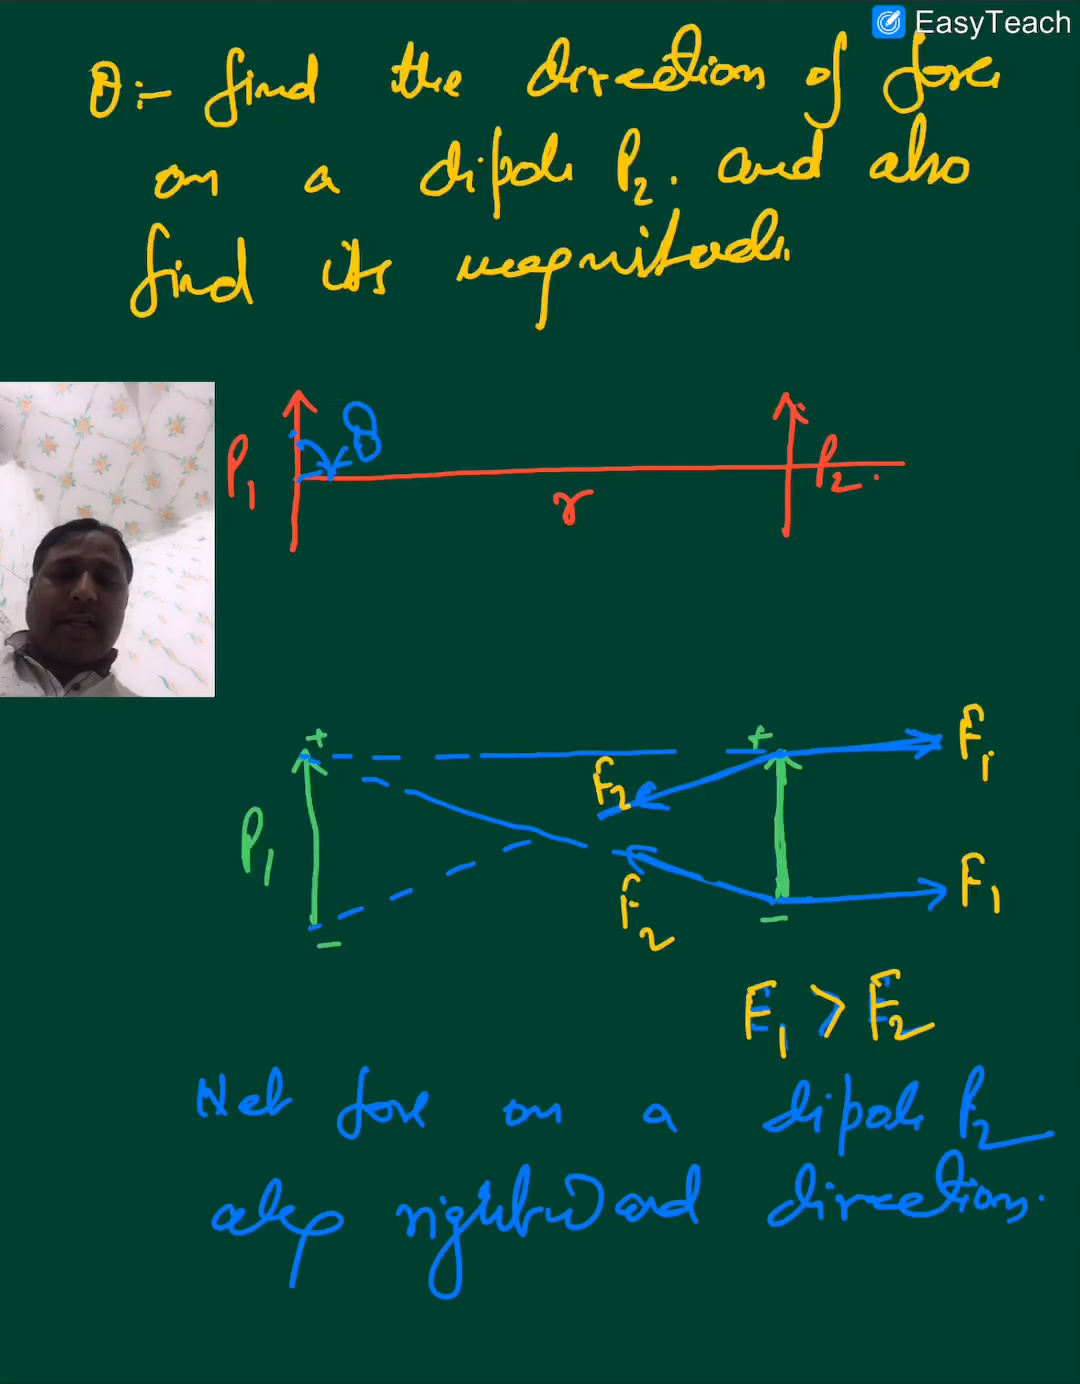 EasyTeach
Q:- find the direction of force
on a dipole P₂. and also
find its magnitude.
θ
P₁
P₂.
r
+ + F₁
F₂
P₁
F₁
F₂
- -
F₁ > F₂
Net force on a dipole P₂
along rightward direction.